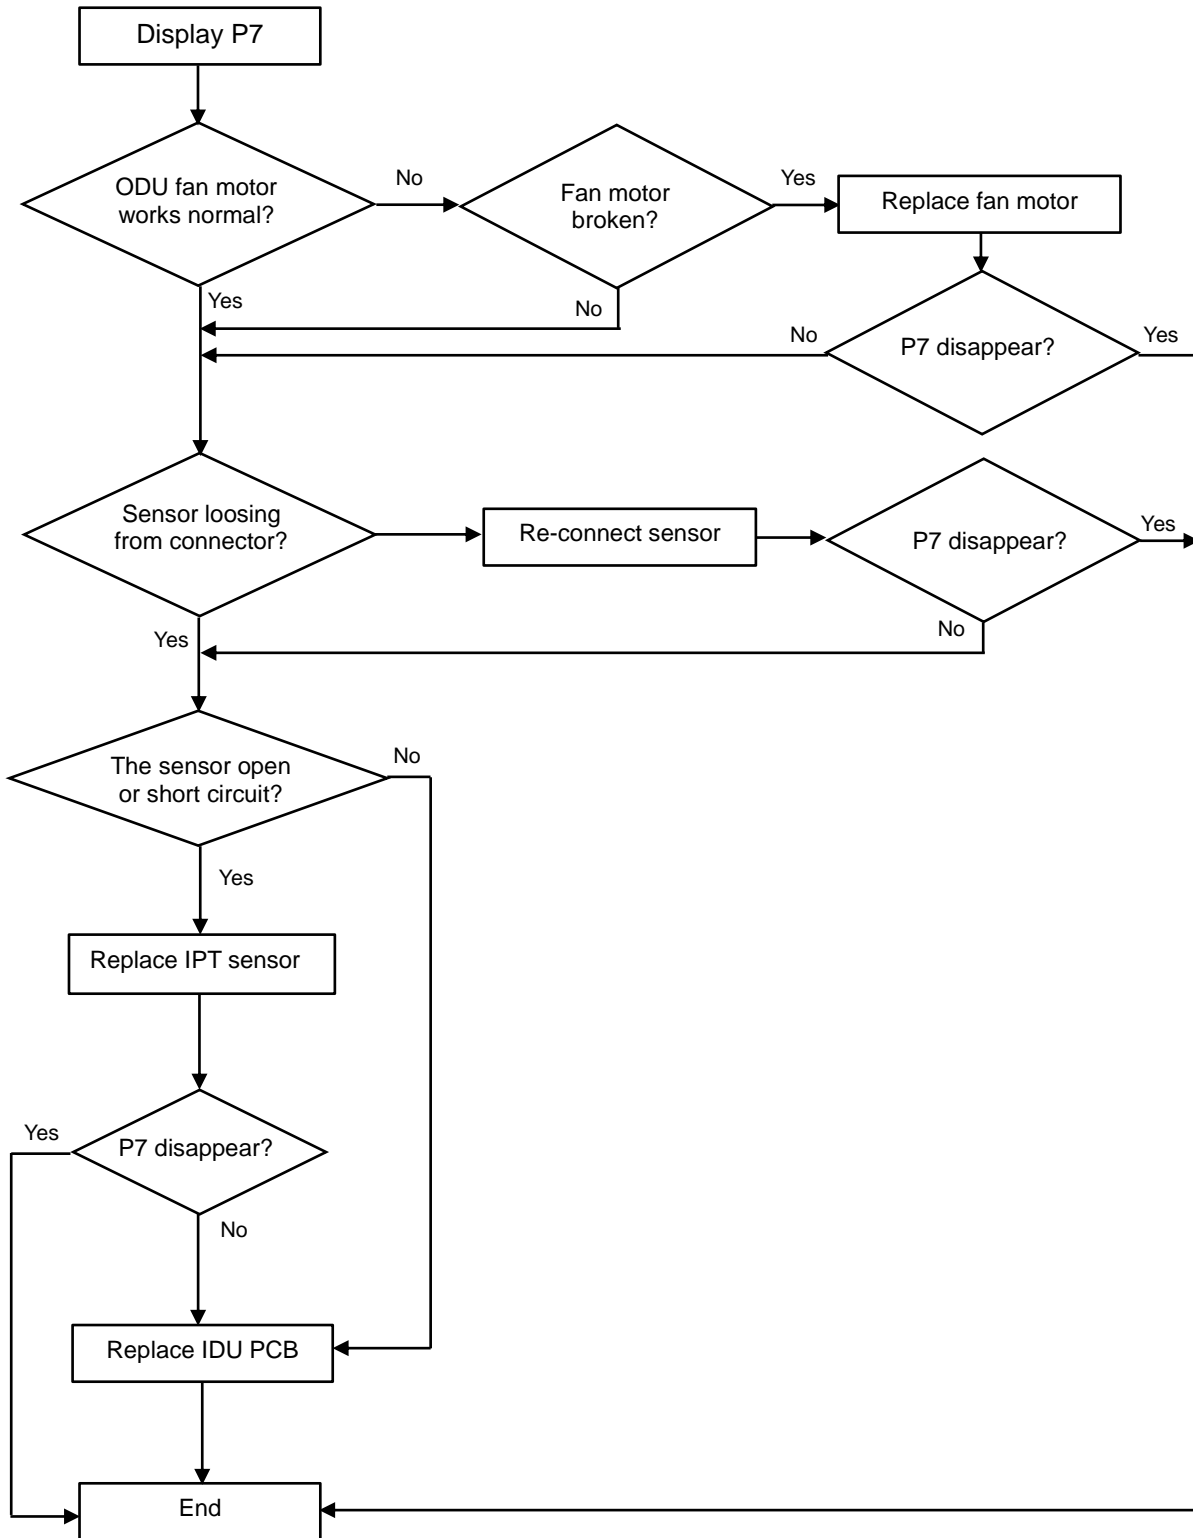 Display P7
ODU fan motor
works normal?
No
Fan motor
broken?
Yes
Replace fan motor
Yes
No
No
P7 disappear?
Yes
Sensor loosing
from connector?
Re-connect sensor
P7 disappear?
Yes
Yes
No
The sensor open
or short circuit?
No
Yes
Replace IPT sensor
Yes
P7 disappear?
No
Replace IDU PCB
End